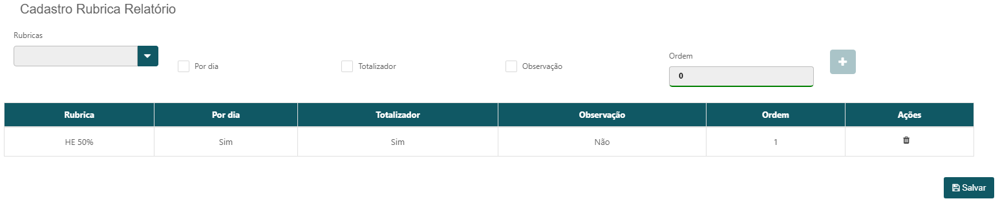 Cadastro Rubrica Relatório
Rubricas
Por dia
Totalizador
Observação
Ordem
0
Rubrica Por dia Totalizador Observação Ordem Ações
HE 50% Sim Sim Não 1
Salvar